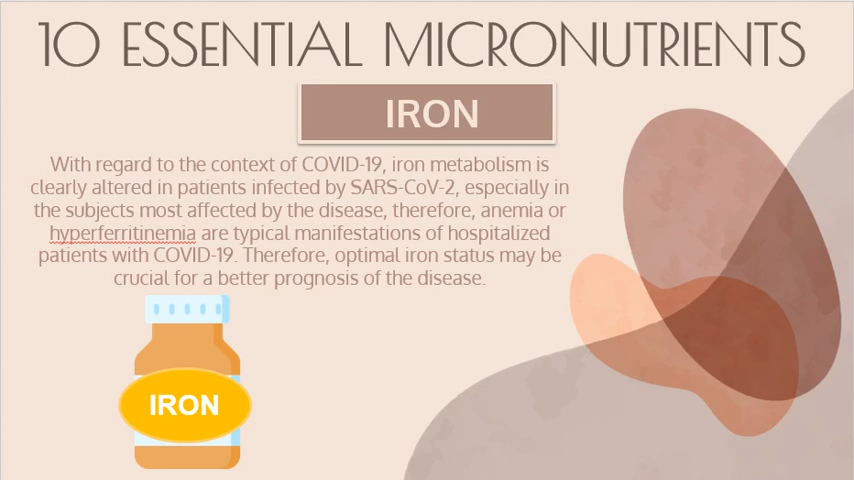 10 ESSENTIAL MICRONUTRIENTS
IRON
With regard to the context of COVID-19, iron metabolism is
clearly altered in patients infected by SARS-CoV-2, especially in
the subjects most affected by the disease, therefore, anemia or
hyperferritinemia are typical manifestations of hospitalized
patients with COVID-19. Therefore, optimal iron status may be
crucial for a better prognosis of the disease.
IRON